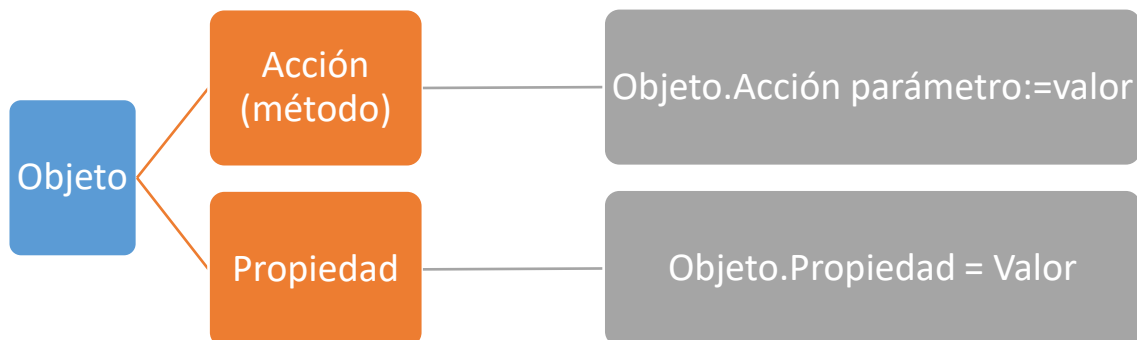 Objeto
Acción
(método)
Objeto.Acción parámetro:=valor
Propiedad
Objeto.Propiedad = Valor